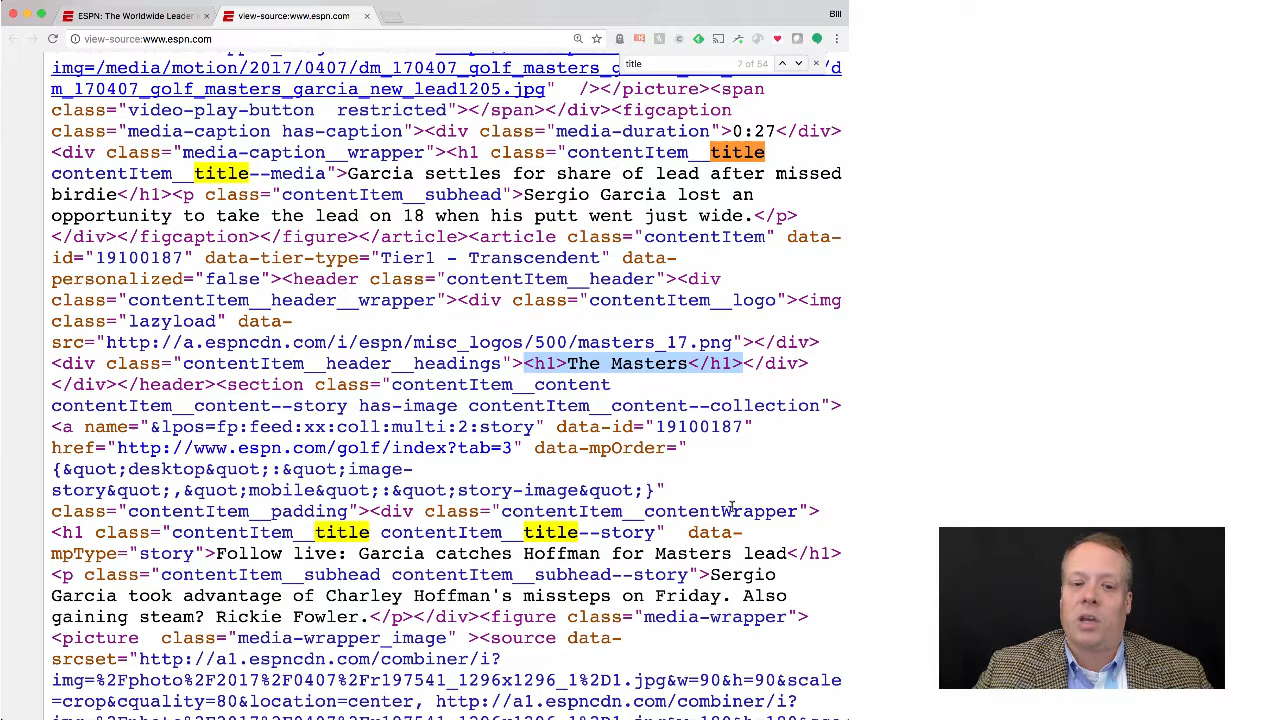 ESPN: The Worldwide Leader i
view-source:www.espn.com
Bill
view-source:www.espn.com
title 7 of 54
img=/media/motion/2017/0407/dm_170407_golf_masters_g
d
dm_170407_golf_masters_garcia_new_lead1205.jpg" /></picture><span
class="video-play-button restricted"></span></div><figcaption
class="media-caption has-caption"><div class="media-duration">0:27</div>
<div class="media-caption__wrapper"><h1 class="contentItem__title
contentItem__title--media">Garcia settles for share of lead after missed
birdie</h1><p class="contentItem__subhead">Sergio Garcia lost an
opportunity to take the lead on 18 when his putt went just wide.</p>
</div></figcaption></figure></article><article class="contentItem" data-
id="19100187" data-tier-type="Tier1 - Transcendent" data-
personalized="false"><header class="contentItem__header"><div
class="contentItem__header__wrapper"><div class="contentItem__logo"><img
class="lazyload" data-
src="http://a.espncdn.com/i/espn/misc_logos/500/masters_17.png"></div>
<div class="contentItem__header__headings"><h1>The Masters</h1></div>
</div></header><section class="contentItem__content
contentItem__content--story has-image contentItem__content--collection">
<a name="&lpos=fp:feed:xx:coll:multi:2:story" data-id="19100187"
href="http://www.espn.com/golf/index?tab=3" data-mpOrder="
{&quot;desktop&quot;:&quot;image-
story&quot;,&quot;mobile&quot;:&quot;story-image&quot;}"
class="contentItem__padding"><div class="contentItem__contentWrapper">
<h1 class="contentItem__title contentItem__title--story" data-
mpType="story">Follow live: Garcia catches Hoffman for Masters lead</h1>
<p class="contentItem__subhead contentItem__subhead--story">Sergio
Garcia took advantage of Charley Hoffman's missteps on Friday. Also
gaining steam? Rickie Fowler.</p></div><figure class="media-wrapper">
<picture class="media-wrapper_image" ><source data-
srcset="http://a1.espncdn.com/combiner/i?
img=%2Fphoto%2F2017%2F0407%2Fr197541_1296x1296_1%2D1.jpg&w=90&h=90&scale
=crop&cquality=80&location=center, http://a1.espncdn.com/combiner/i?